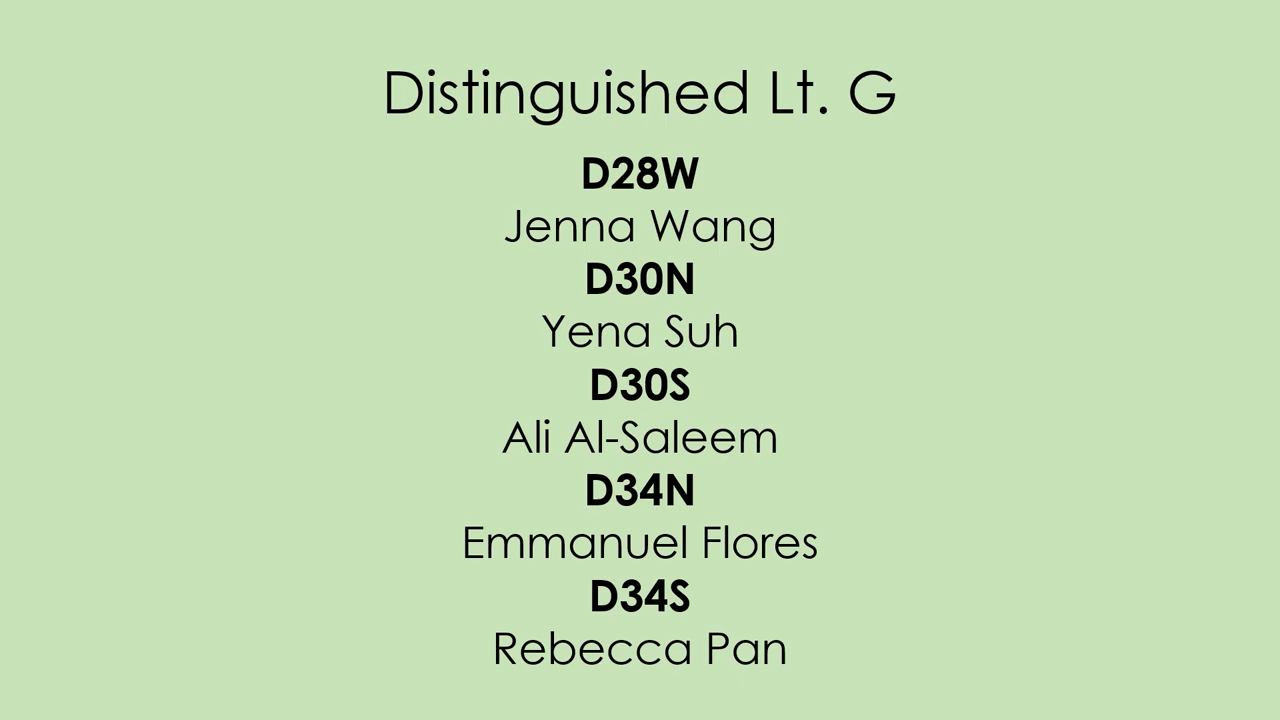 Distinguished Lt. G
D28W
Jenna Wang
D30N
Yena Suh
D30S
Ali Al-Saleem
D34N
Emmanuel Flores
D34S
Rebecca Pan